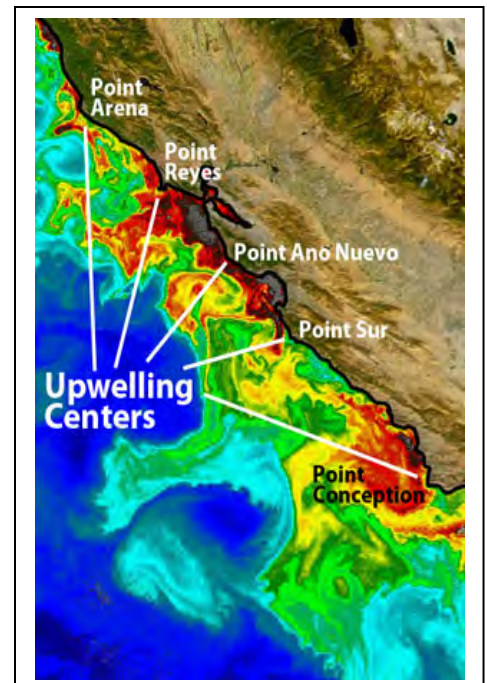 Point
Arena
Point
Reyes
Point Ano Nuevo
Point Sur
Upwelling
Centers
Point
Conception